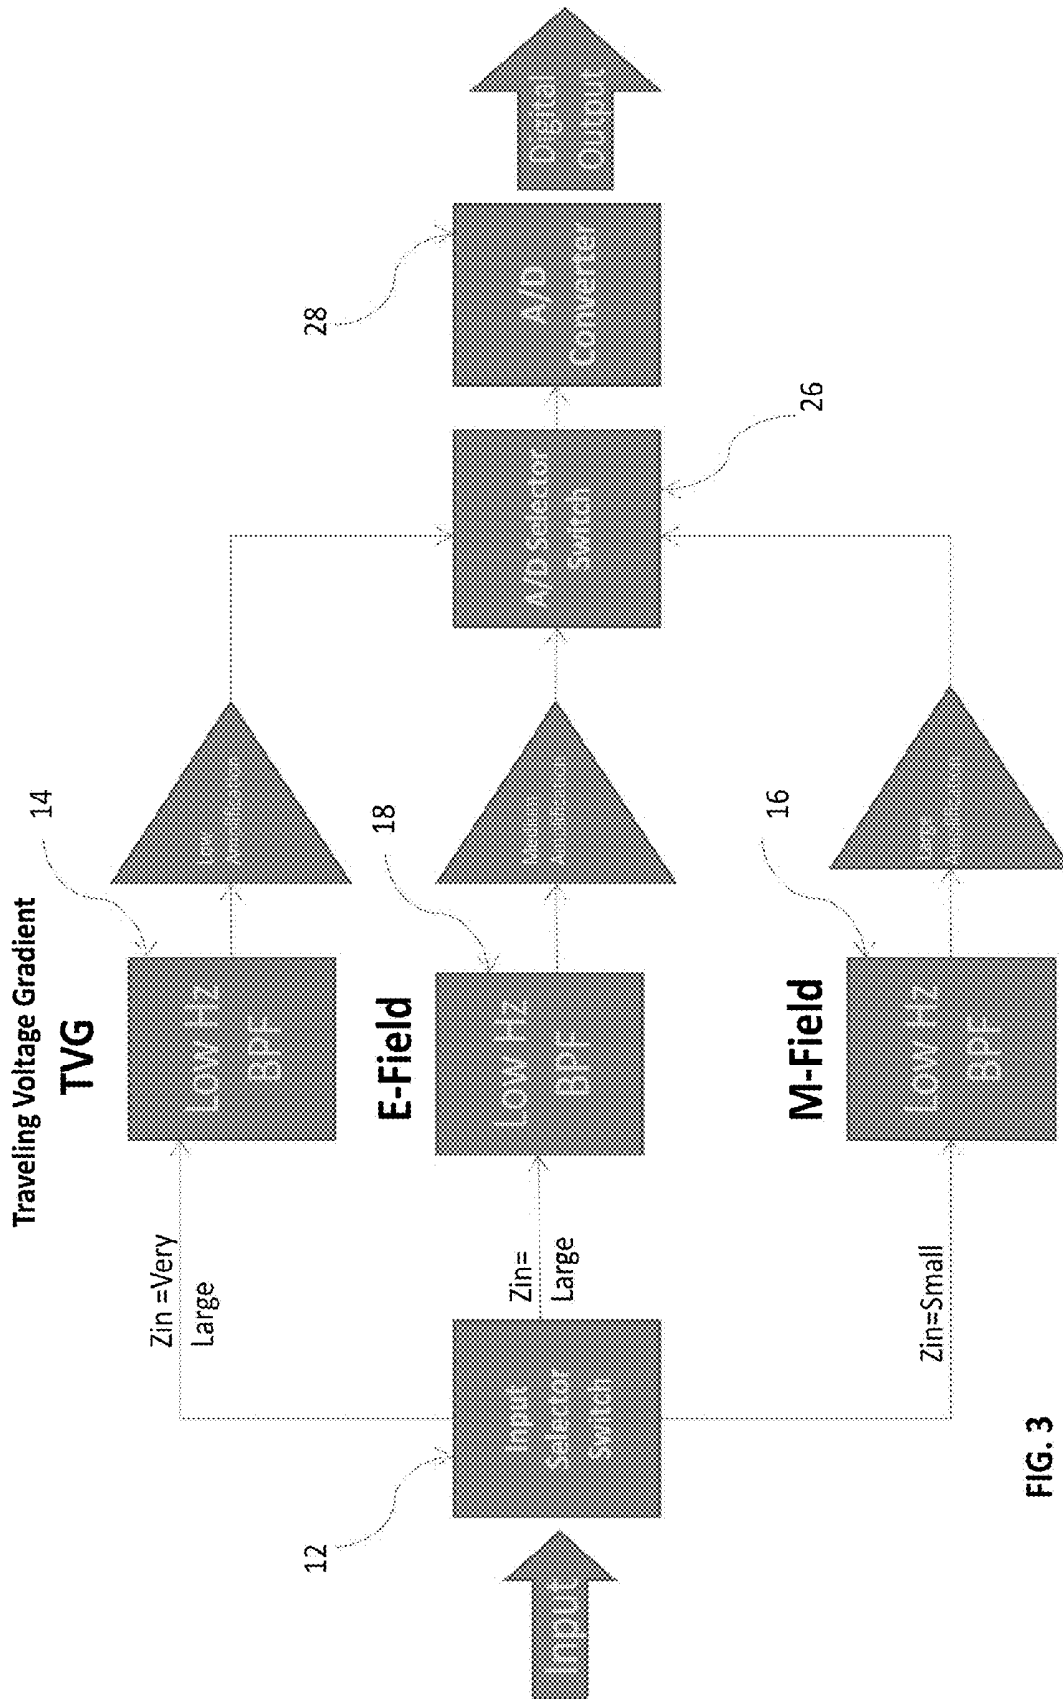 Traveling Voltage Gradient
TVG
14
Low Hz
BPF
Zin =Very
Large
E-Field
18
Low Hz
BPF
Zin=
Large
12
Input
Input
Selector
Switch
A/D Selector
Switch
26
A/D
Converter
28
Digital
Output
M-Field
16
Low Hz
BPF
Zin=Small
FIG. 3